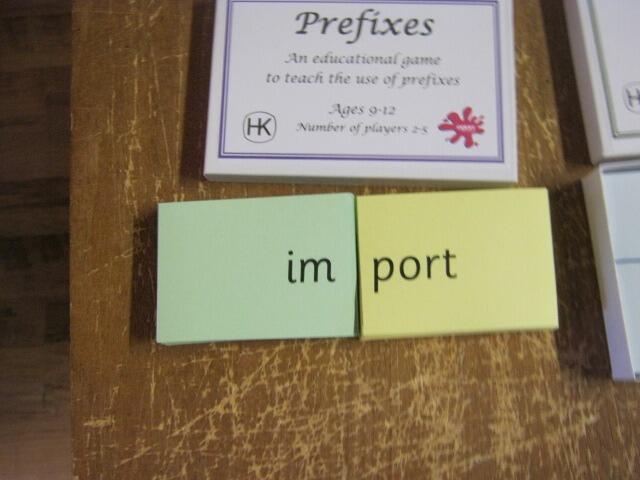 Prefixes
An educational game
to teach the use of prefixes
Ages 9-12
HK
Number of players 2-5
im port